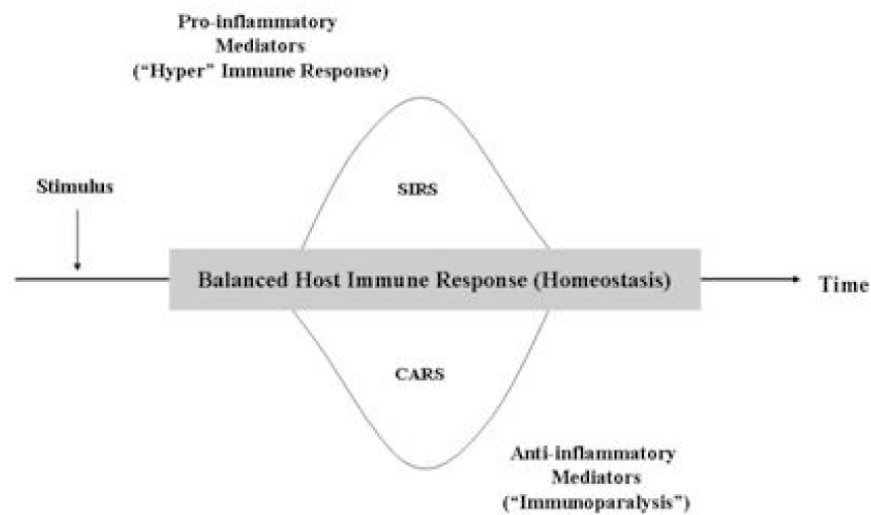 Pro-inflammatory
Mediators
("Hyper" Immune Response)
Stimulus
SIRS
Balanced Host Immune Response (Homeostasis)
Time
CARS
Anti-inflammatory
Mediators
("Immunoparalysis")